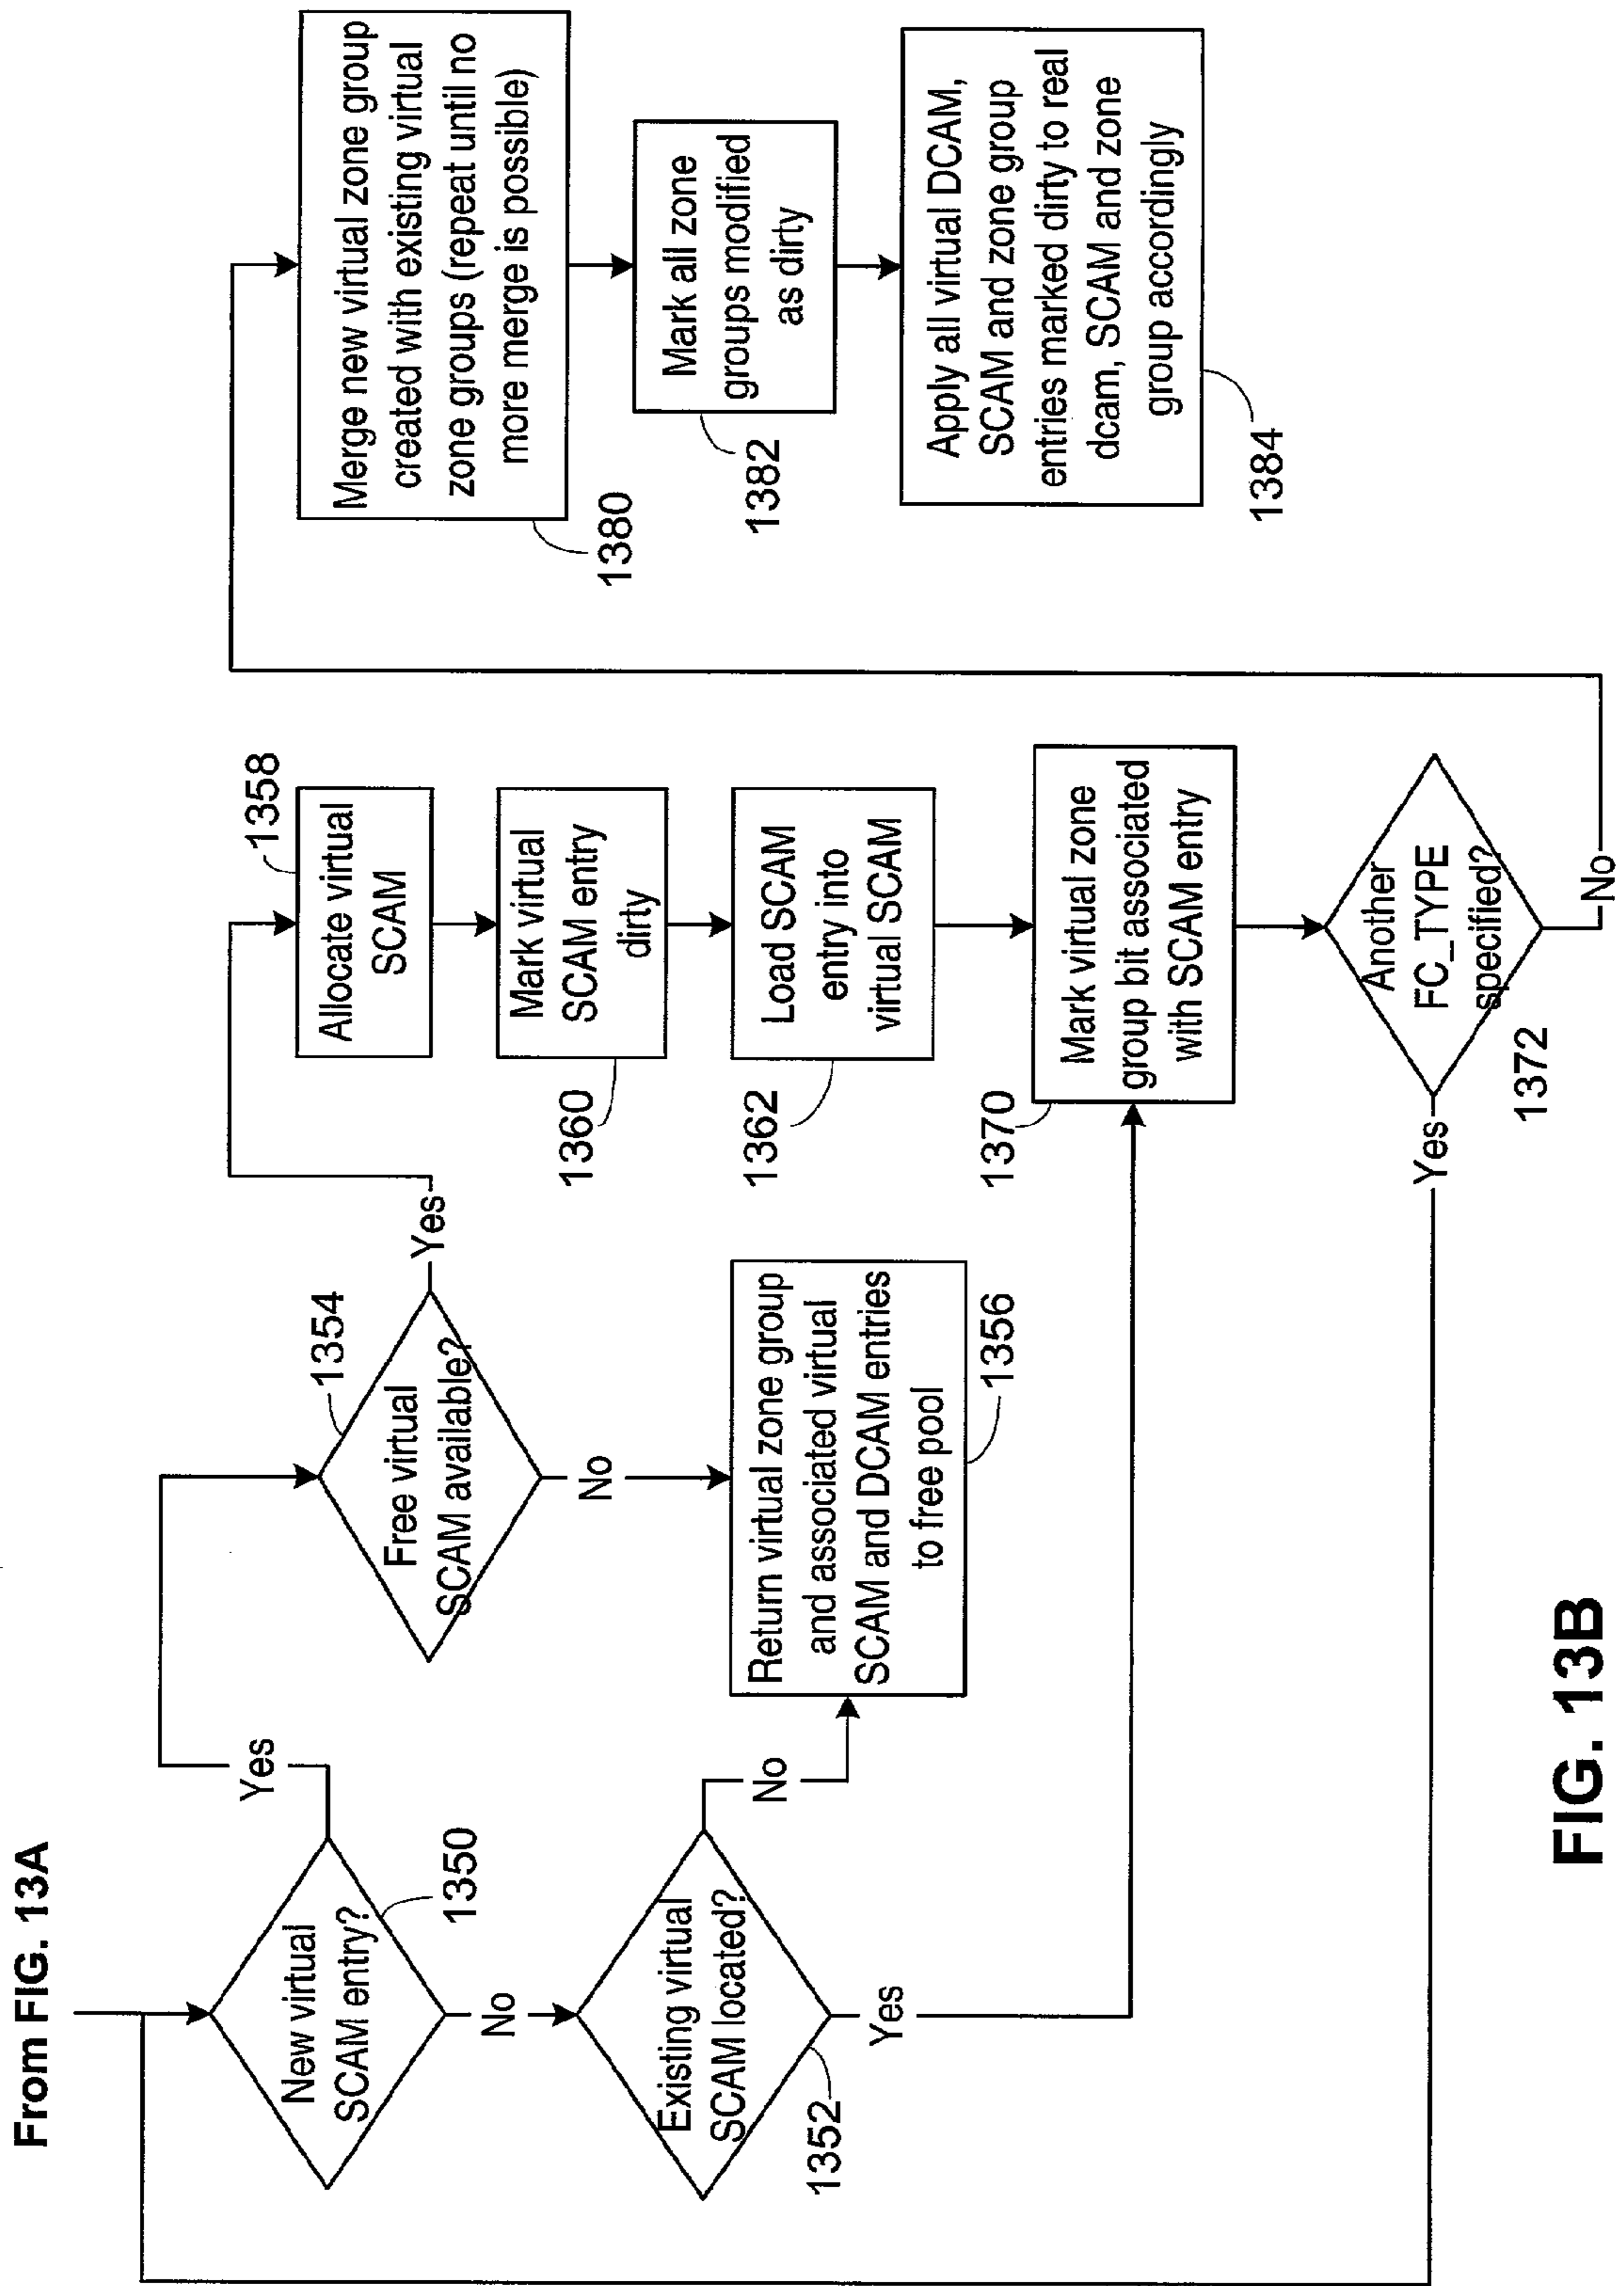 From FIG. 13A
New virtual
SCAM entry?
1350
Yes
No
Existing virtual
SCAM located?
1352
No
Yes
Free virtual
SCAM available?
1354
Yes
No
Return virtual zone group
and associated virtual
SCAM and DCAM entries
to free pool
1356
Allocate virtual
SCAM
1358
Mark virtual
SCAM entry
dirty
1360
Load SCAM
entry into
virtual SCAM
1362
Mark virtual zone
group bit associated
with SCAM entry
1370
Another
FC_TYPE
specified?
1372
Yes
No
Merge new virtual zone group
created with existing virtual
zone groups (repeat until no
more merge is possible)
1380
Mark all zone
groups modified
as dirty
1382
Apply all virtual DCAM,
SCAM and zone group
entries marked dirty to real
dcam, SCAM and zone
group accordingly
1384
FIG. 13B